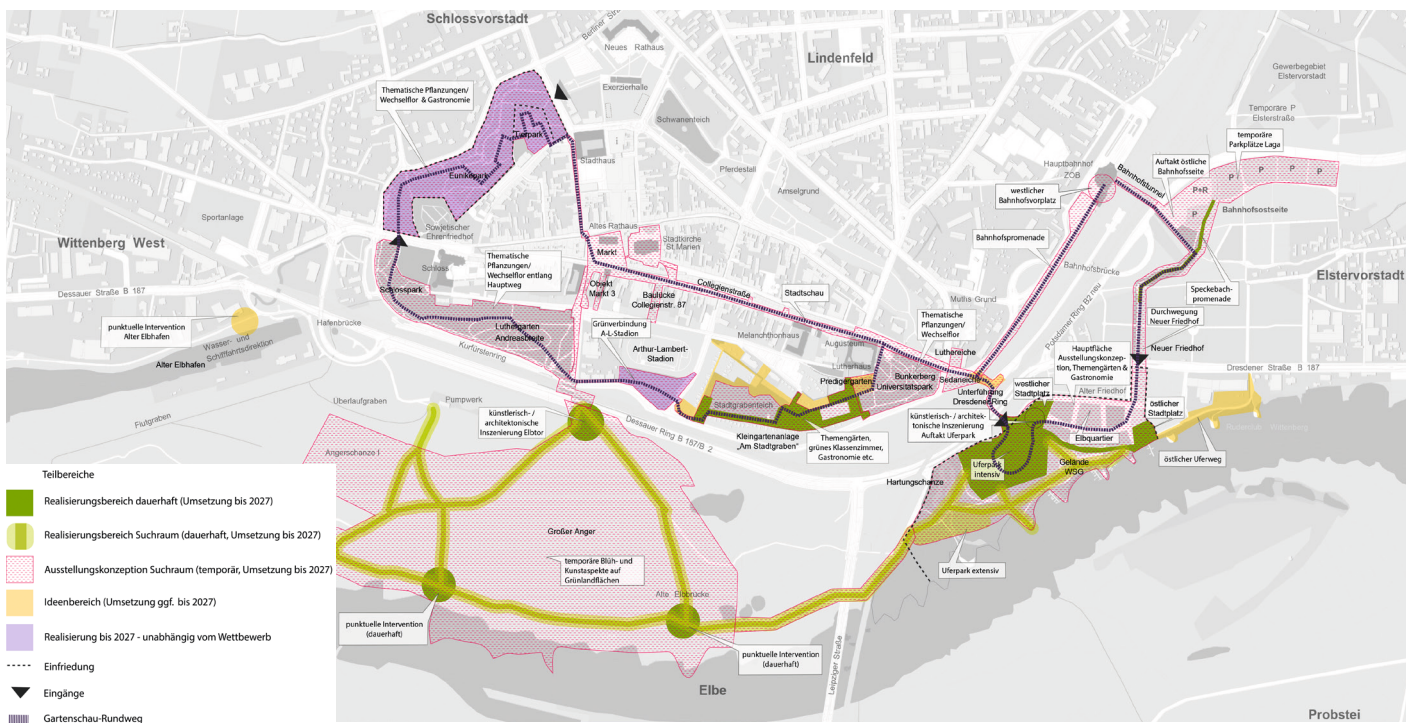 Schlossvorstadt
Berliner Str
Neues Rathaus
Lindenfeld
Gewerbegebiet
Elstervorstadt
Exerzierhalle
Thematische Pflanzungen/
Wechselflor & Gastronomie
Schwanenteich
Temporäre P
Elsterstraße
temporäre
Parkplätze Laga
Tierpark
Stadthaus
Hauptbahnhof
ZOB
Auftakt östliche
Bahnhofseite
Bahnhofstunnel
Eunikepark
Pferdestall
Amselgrund
westlicher
Bahnhofsvorplatz
P+R
P
P
P
P
P
Bahnhofsostseite
Sportanlage
Sowjetischer
Ehrenfriedhof
Altes Rathaus
Stadtkirche
St.Marien
Markt
Bahnhofspromenade
Wittenberg West
Schloss
Thematische
Pflanzungen/
Wechselflor entlang
Hauptweg
Bahnhofsbrücke
Elstervorstadt
Dessauer Straße B 187
Schlosspark
Objekt
Markt 3
Baulücke
Collegienstr. 87
Collegienstraße
Stadtschau
Muths Grund
Potsdamer Ring B2 neu
Speckebach-
promenade
punktuelle Intervention
Alter Elbhafen
Hafenbrücke
Luthergarten
Andreasbreite
Grünverbindung
A-L-Stadion
Melanchthonhaus
Thematische
Pflanzungen/
Wechselflor
Durchwegung
Neuer Friedhof
Wasser- und
Schifffahrtsdirektion
Alter Elbhafen
Kurfürstenring
Arthur-Lambert-
Stadion
Augusteum
Lutherhaus
Luthereiche
Hauptfläche
Ausstellungskonzep-
tion, Themengärten &
Gastronomie
Neuer Friedhof
Dresdener Straße B 187
Predigergarten
Bunkerberg
Universitätspark
Sedaneiche
Unterführung
Dresdener Ring
westlicher
Stadtplatz
Alter Friedhof
östlicher
Stadtplatz
Überlaufgraben
Pumpwerk
Stadtgrabenteich
Flutgraben
künstlerisch- /
architektonische
Inszenierung Elbtor
Dessauer Ring B 187/B 2
Kleingartenanlage
„Am Stadtgraben"
Themengärten,
grünes Klassenzimmer,
Gastronomie etc.
künstlerisch- / architek-
tonische Inszenierung
Auftakt Uferpark
Elbquartier
östlicher Uferweg
Angerschanze I
Uferpark
intensiv
Gelände
WSG
Hartungschanze
Großer Anger
temporäre Blüh- und
Kunstaspekte auf
Grünlandflächen
Uferpark extensiv
Alte Elbbrücke
punktuelle Intervention
(dauerhaft)
punktuelle Intervention
(dauerhaft)
Leipziger Straße
Elbe
Probstei
Teilbereiche
Realisierungsbereich dauerhaft (Umsetzung bis 2027)
Realisierungsbereich Suchraum (dauerhaft, Umsetzung bis 2027)
Ausstellungskonzeption Suchraum (temporär, Umsetzung bis 2027)
Ideenbereich (Umsetzung ggf. bis 2027)
Realisierung bis 2027 - unabhängig vom Wettbewerb
Einfriedung
Eingänge
Gartenschau-Rundweg